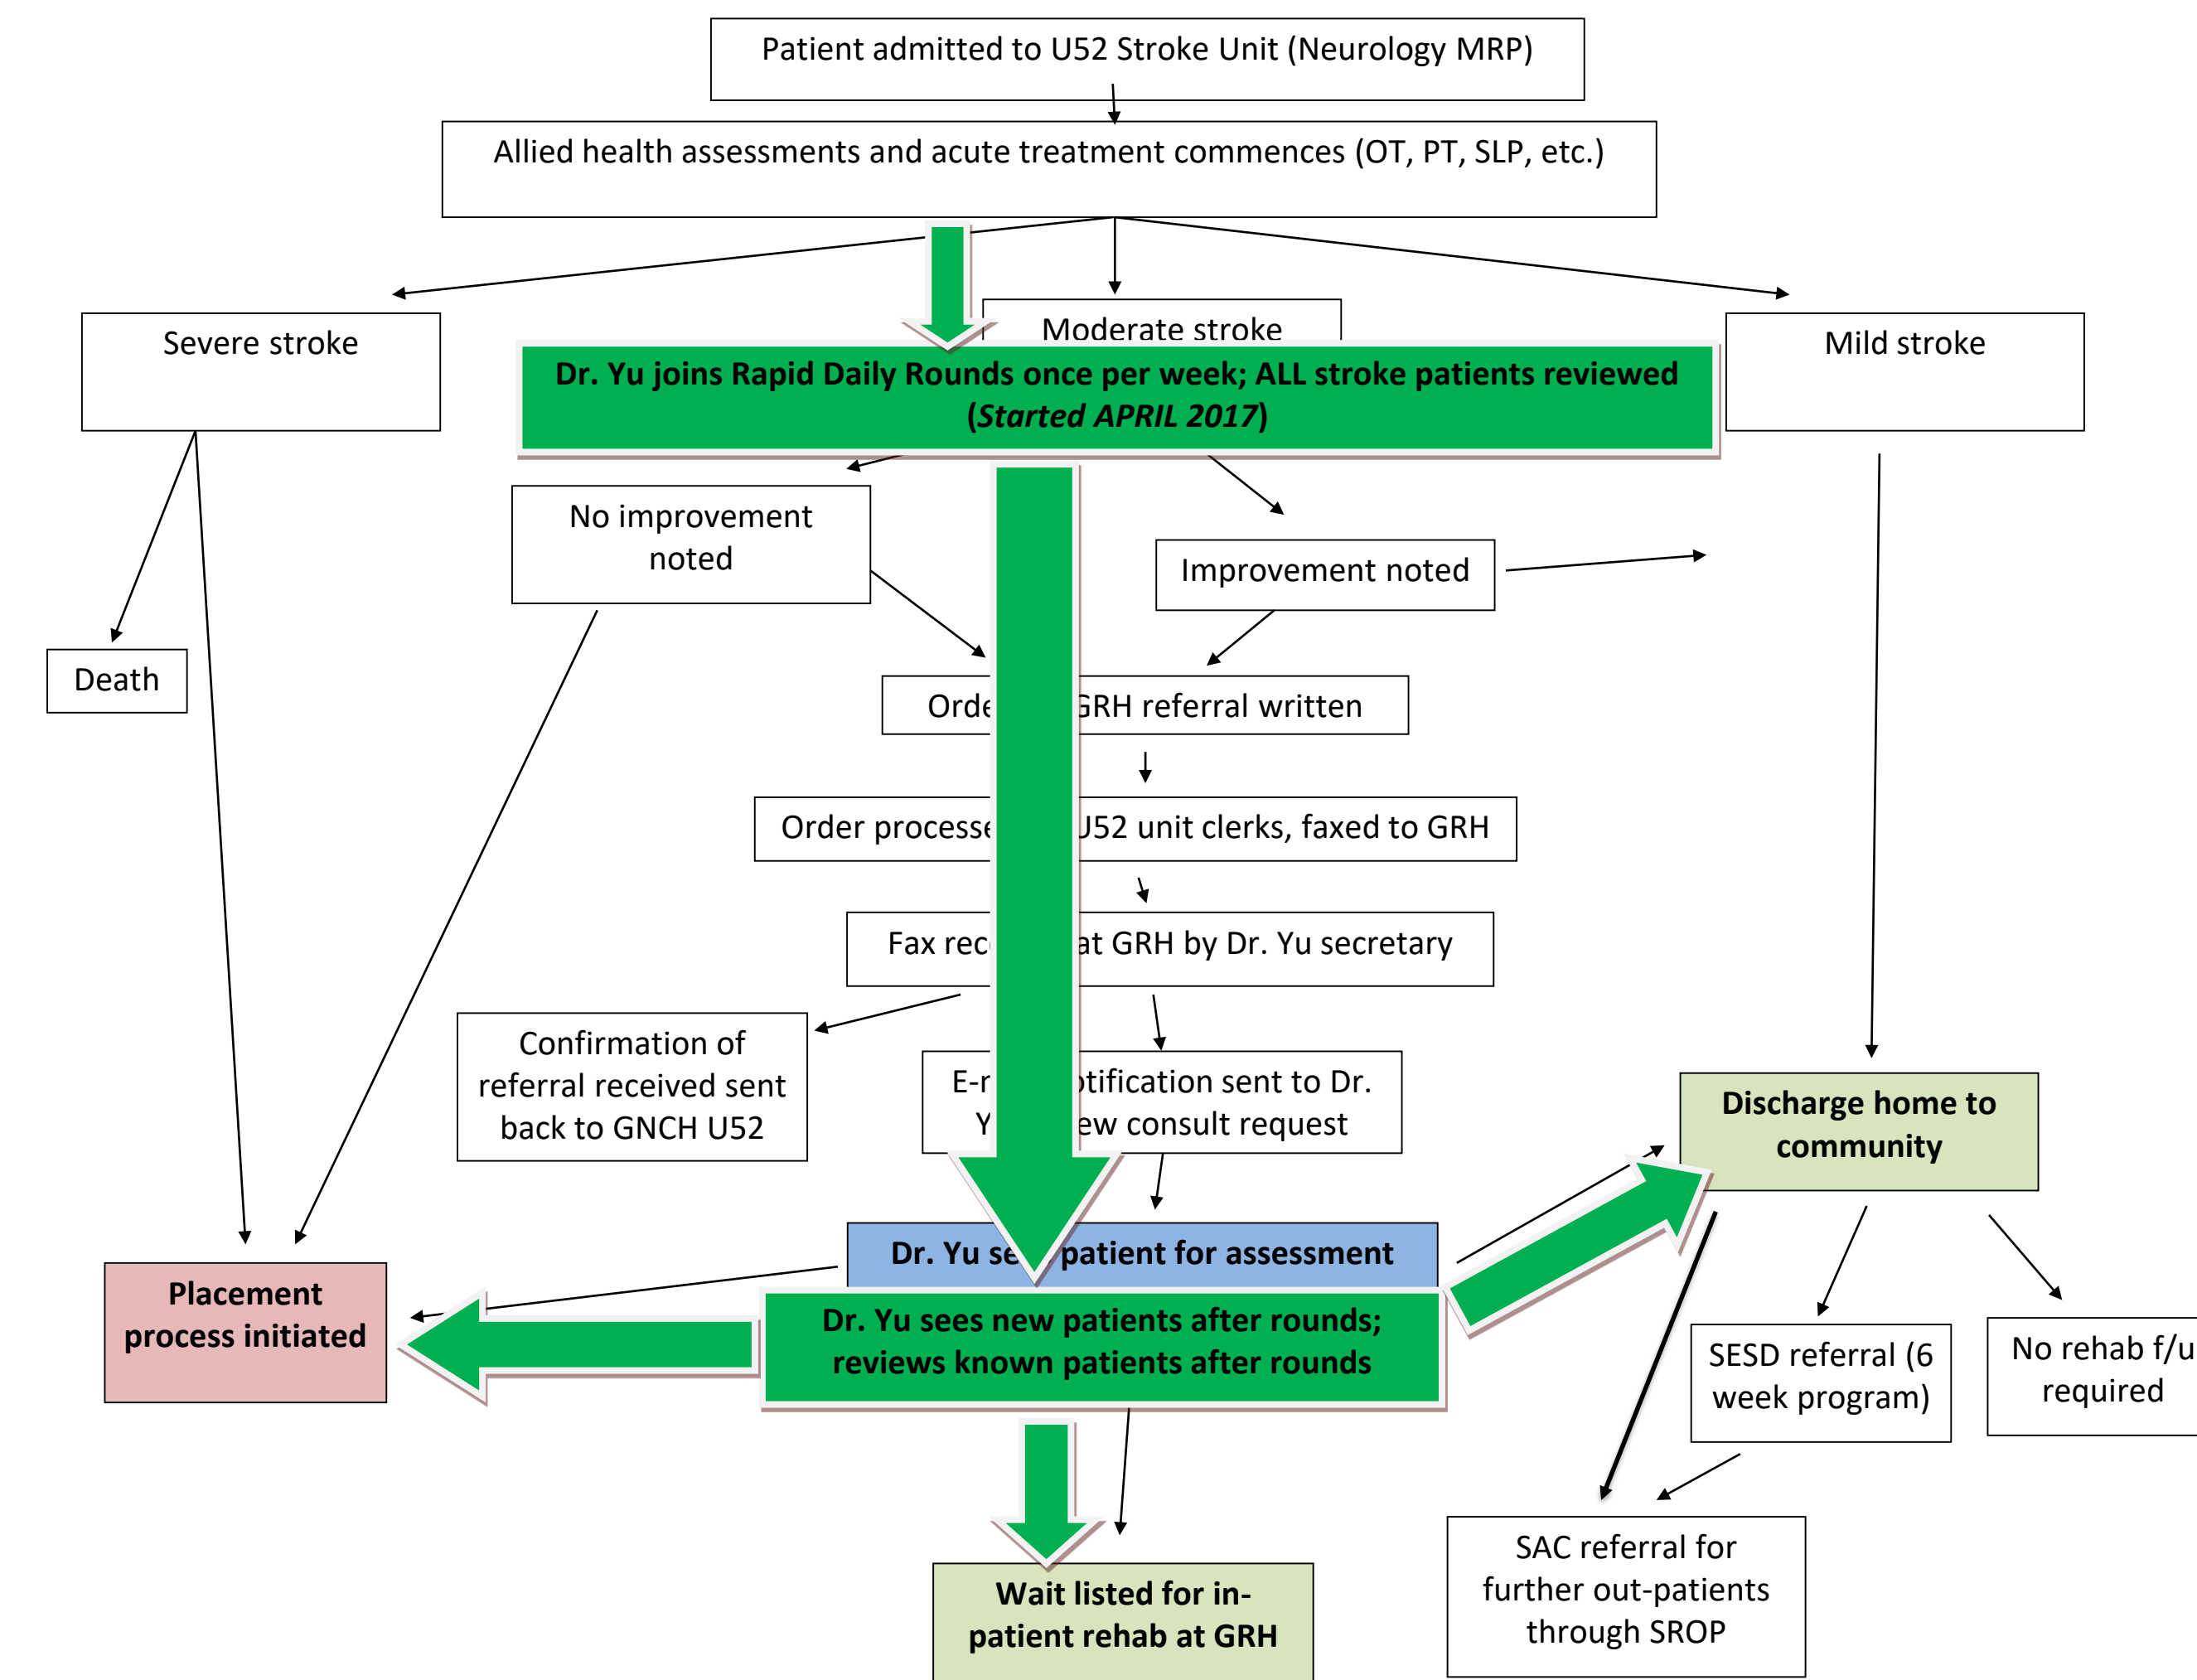 Patient admitted to U52 Stroke Unit (Neurology MRP)
Allied health assessments and acute treatment commences (OT, PT, SLP, etc.)
Severe stroke
Moderate stroke
Mild stroke
Dr. Yu joins Rapid Daily Rounds once per week; ALL stroke patients reviewed
(Started APRIL 2017)
No improvement
noted
Improvement noted
Death
GRH referral written
Order
U52 unit clerks, faxed to GRH
Fax
at GRH by Dr. Yu secretary
Confirmation of
referral received sent
back to GNCH U52
sent to Dr.
consult request
Discharge home to
community
Dr. Yu
patient for assessment
Placement
process initiated
Dr. Yu sees new patients after rounds;
reviews known patients after rounds
SESD referral (6
week program)
No rehab f/u
required
SAC referral for
further out-patients
through SROP
Wait listed for in-
patient rehab at GRH